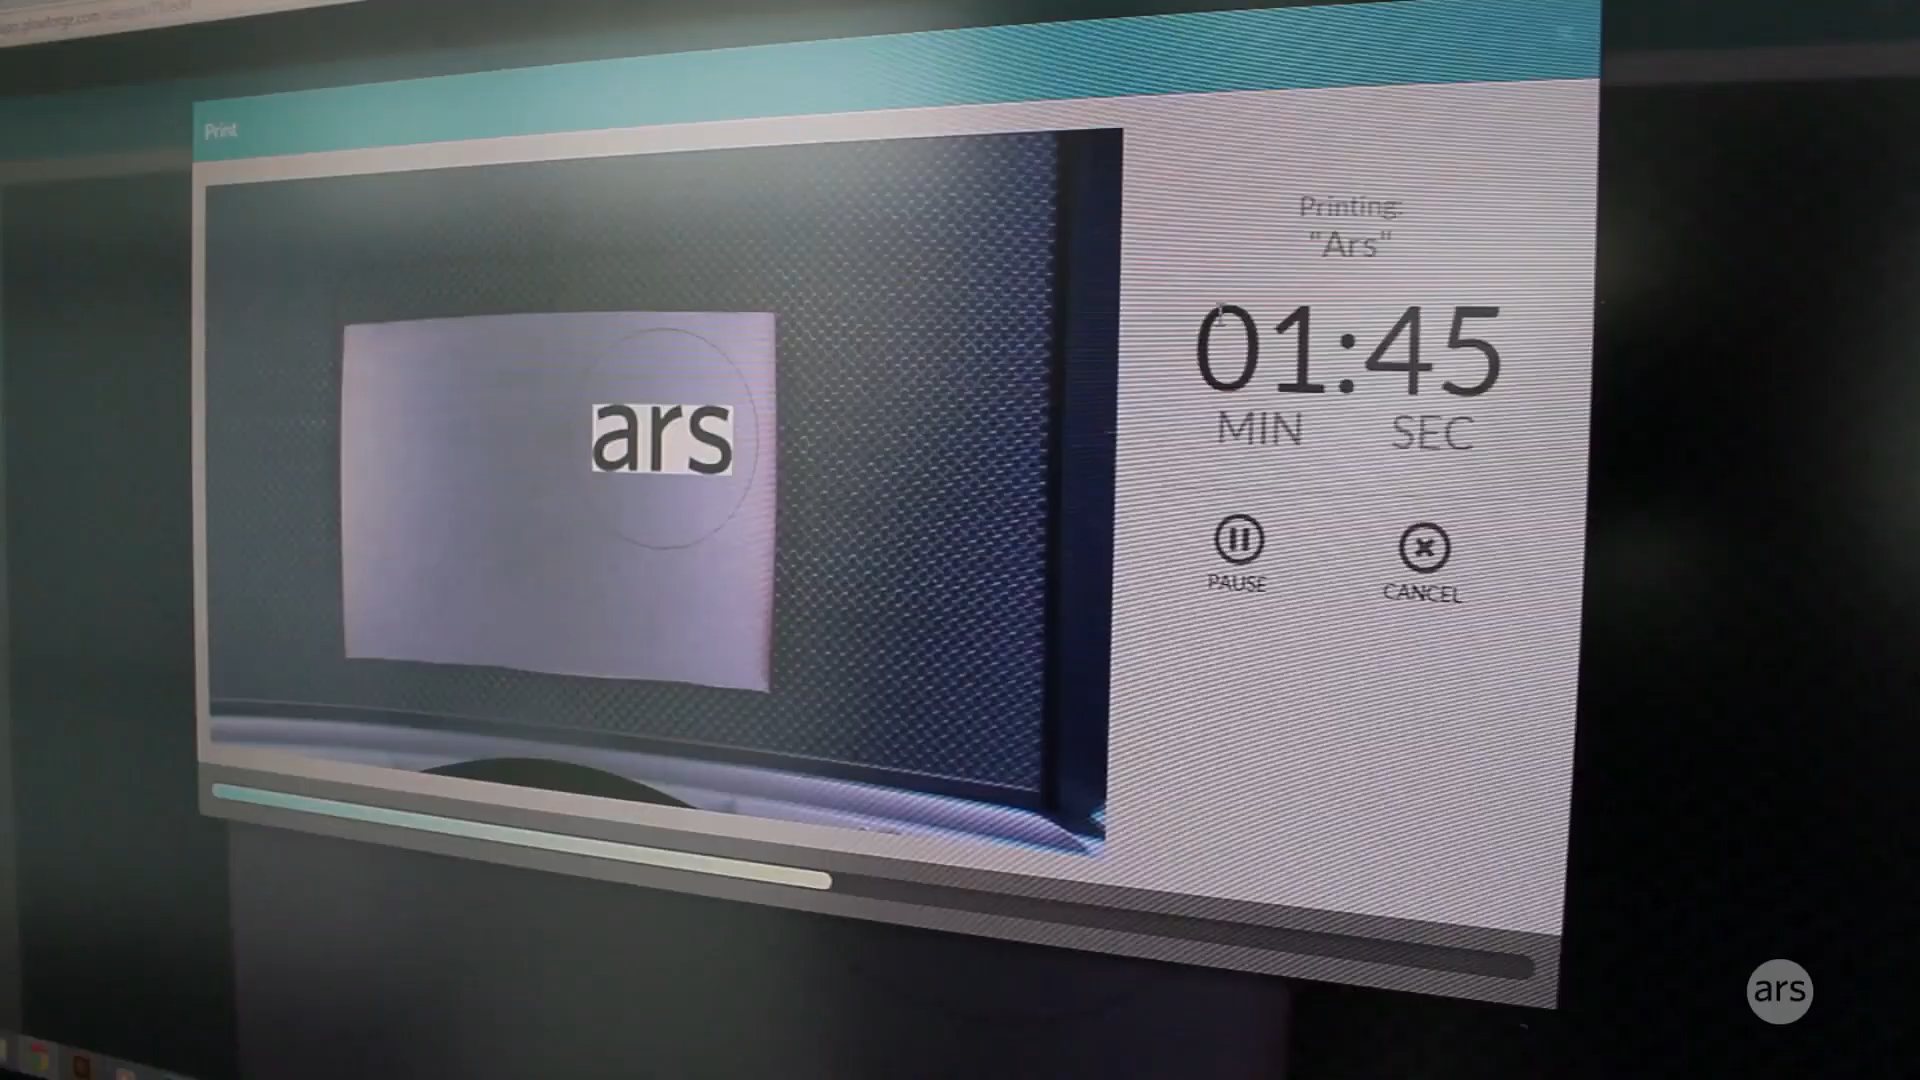 Print
Printing:
"Ars"
01:45
MIN SEC
PAUSE
CANCEL
ars
ars